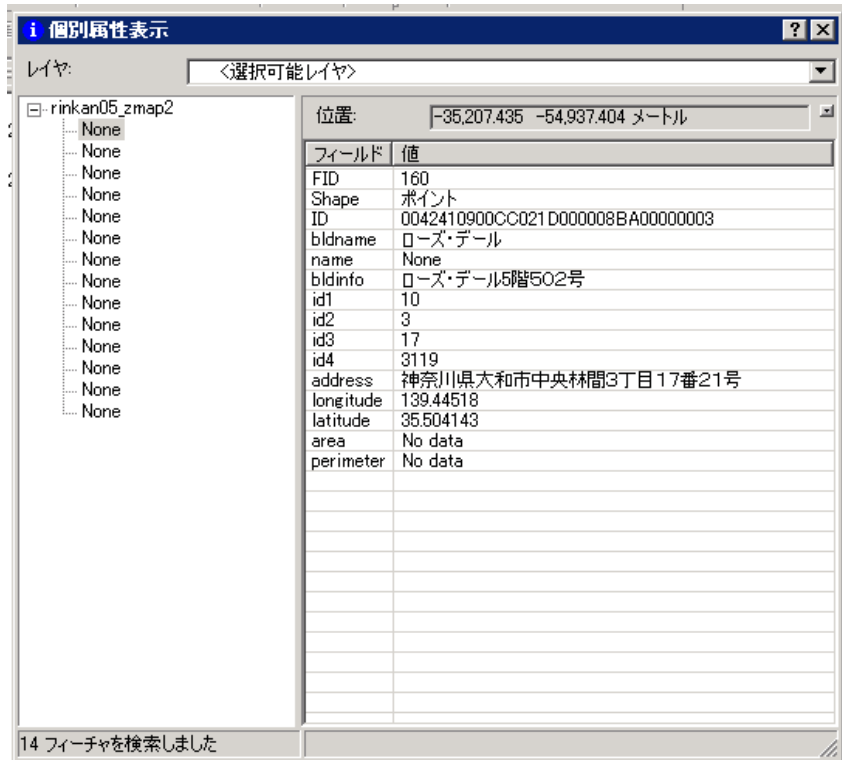 個別属性表示
レイヤ: <選択可能レイヤ>
rinkan05_zmap2
None
None
None
None
None
None
None
None
None
None
None
None
None
None
位置: -35,207.435 -54,937.404 メートル
フィールド 値
FID 160
Shape ポイント
ID 0042410900CC021D000008BA00000003
bldname ローズ・デール
name None
bldinfo ローズ・デール5階502号
id1 10
id2 3
id3 17
id4 3119
address 神奈川県大和市中央林間3丁目17番21号
longitude 139.44518
latitude 35.504143
area No data
perimeter No data
14 フィーチャを検索しました